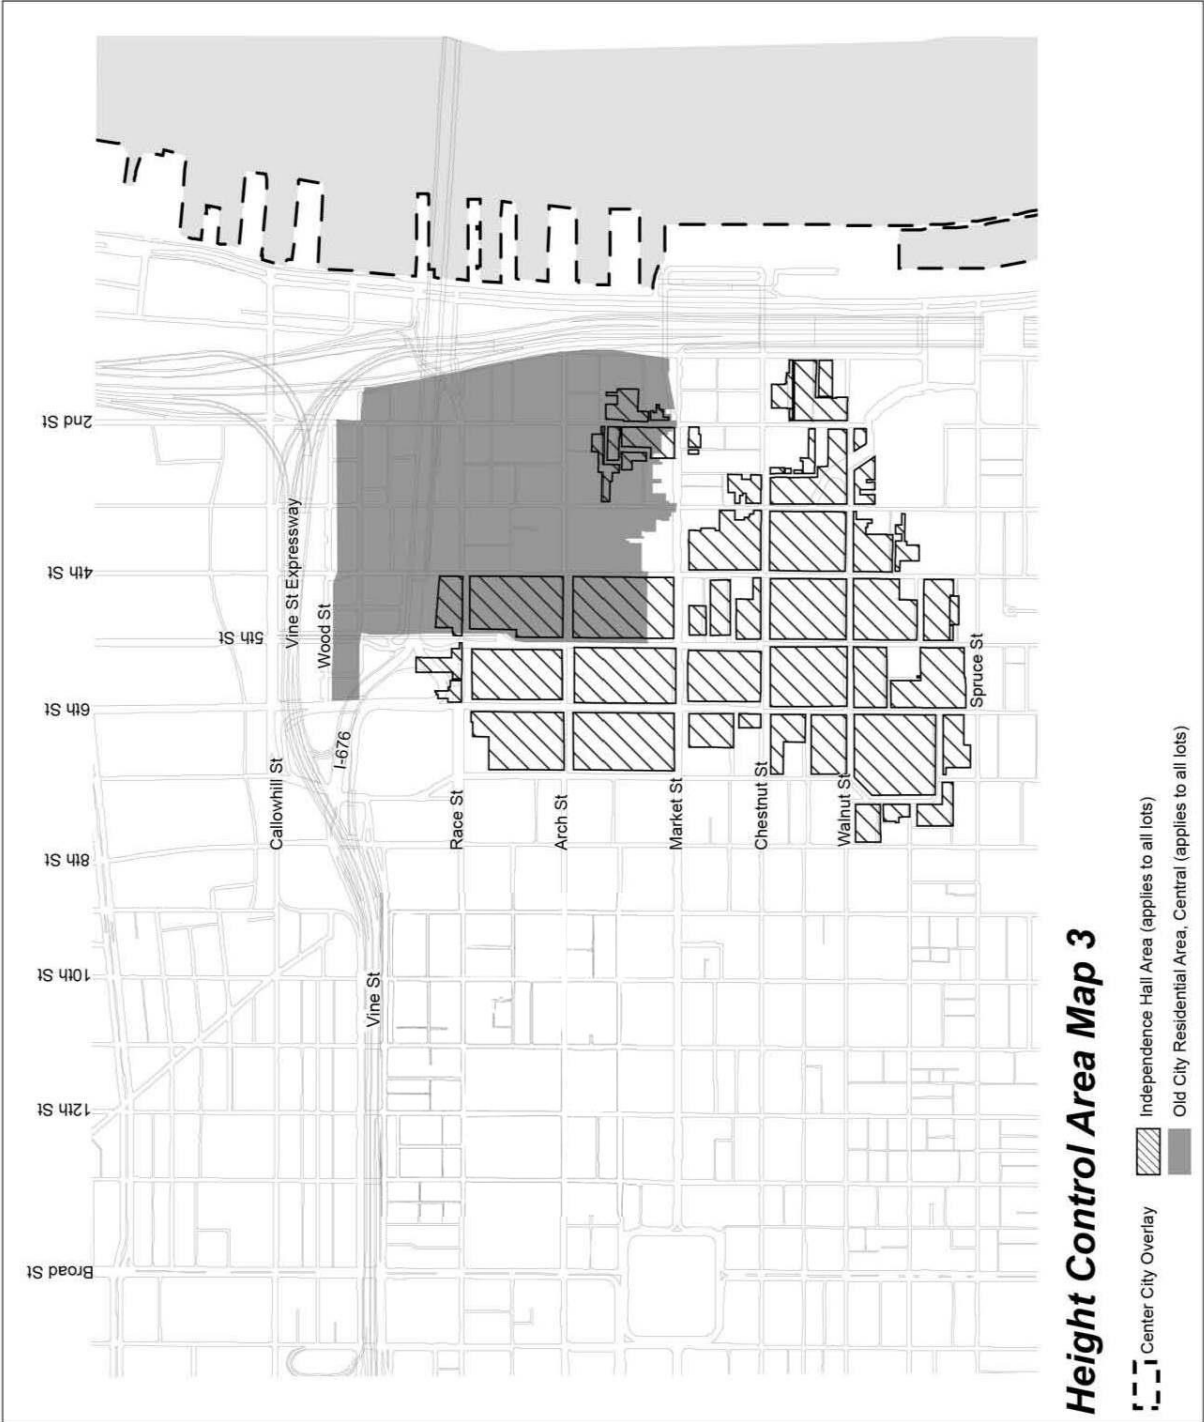 2nd St
4th St
5th St
6th St
8th St
10th St
12th St
Broad St
Callowhill St
Vine St Expressway
Wood St
I-676
Vine St
Race St
Arch St
Market St
Chestnut St
Walnut St
Spruce St
Height Control Area Map 3
Center City Overlay
Independence Hall Area (applies to all lots)
Old City Residential Area, Central (applies to all lots)